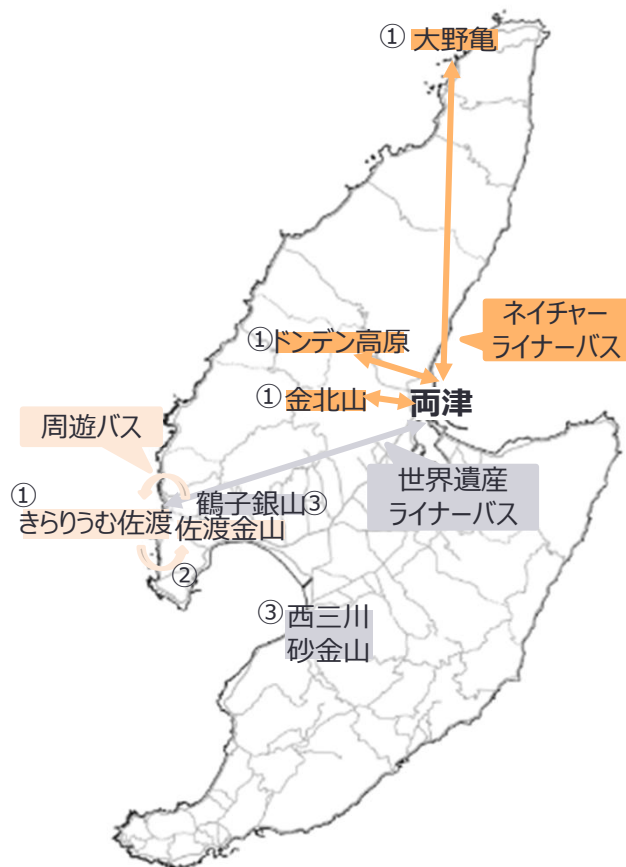 ① 大野亀
ネイチャー
ライナーバス
①ドンデン高原
① 金北山
両津
周遊バス
世界遺産
ライナーバス
①
きらりうむ佐渡
鶴子銀山③
佐渡金山
②
③ 西三川
砂金山